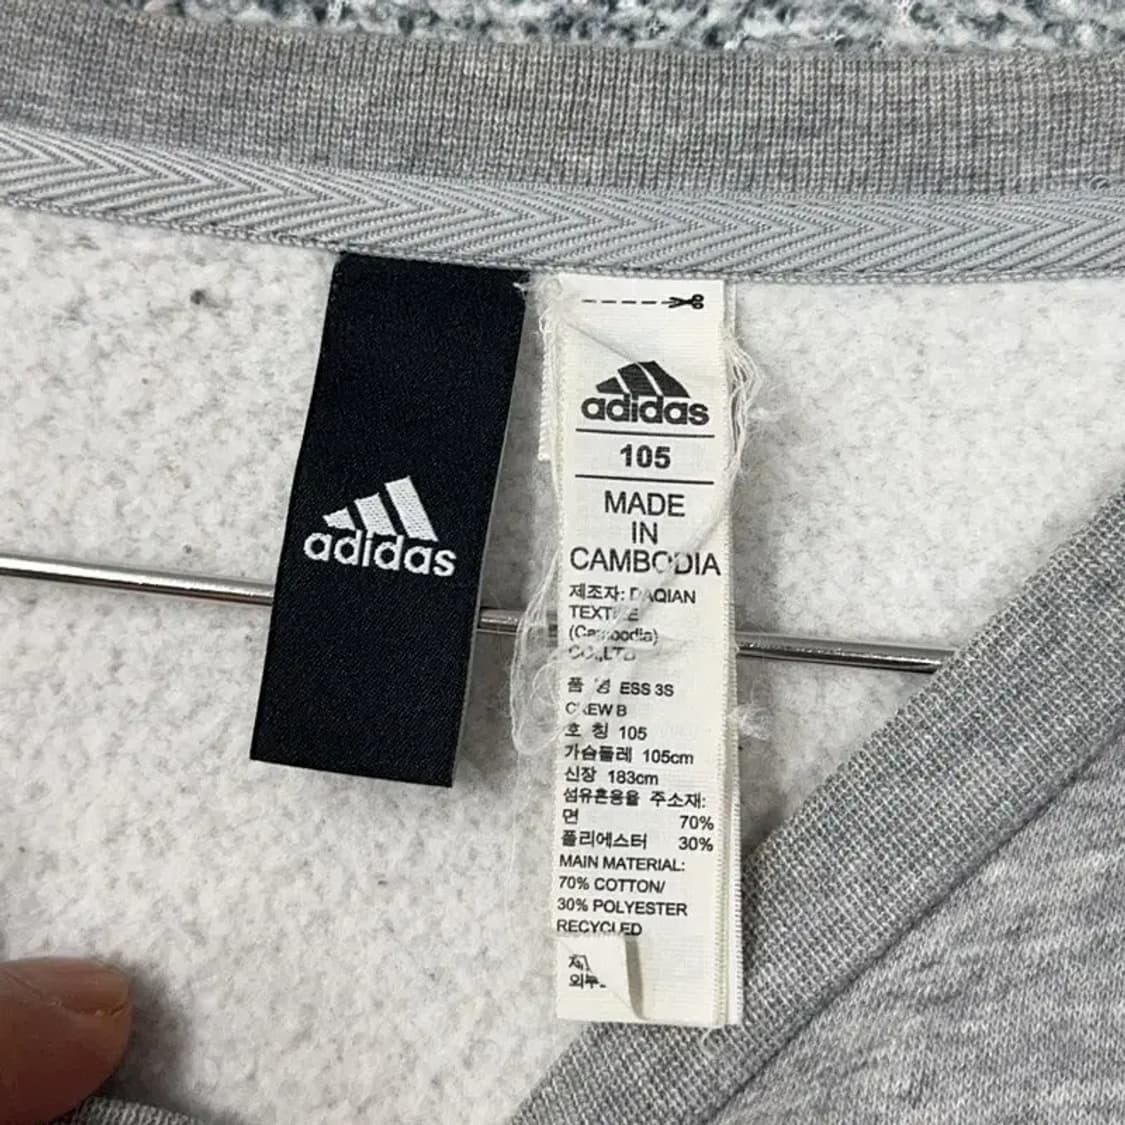 adidas
adidas
105
MADE
IN
CAMBODIA
제조자: DAQIAN
TEXTILE
(Cambodia)
CO.,LTD
품 명 ESS 3S
CREW B
호 칭 105
가슴둘레 105cm
신장 183cm
섬유혼용율 주소재:
면 70%
폴리에스터 30%
MAIN MATERIAL:
70% COTTON/
30% POLYESTER
RECYCLED